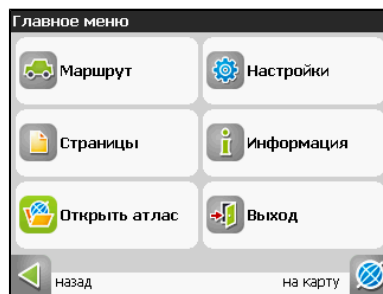 Главное меню
Маршрут
Настройки
Страницы
Информация
Открыть атлас
Выход
назад
на карту